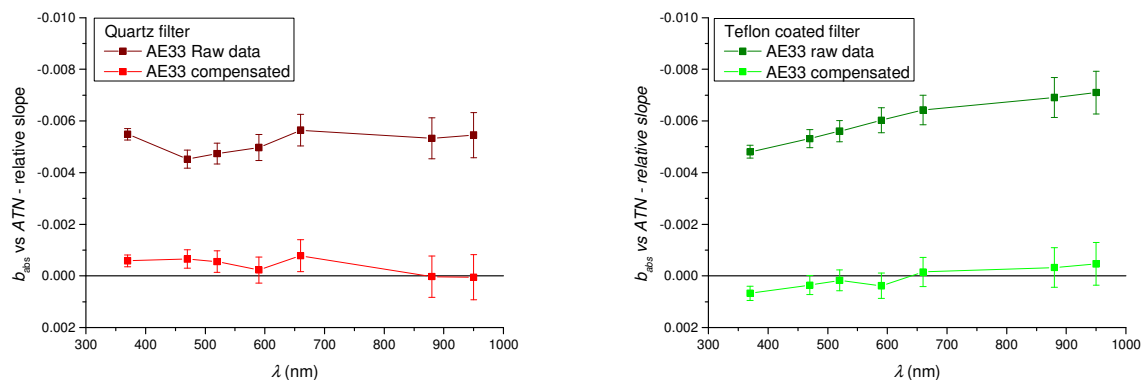 -0.010
-0.008
-0.006
-0.004
-0.002
0.000
0.002
b_abs vs ATN - relative slope
Quartz filter
AE33 Raw data
AE33 compensated
300 400 500 600 700 800 900 1000
λ (nm)
-0.010
-0.008
-0.006
-0.004
-0.002
0.000
0.002
b_abs vs ATN - relative slope
Teflon coated filter
AE33 raw data
AE33 compensated
300 400 500 600 700 800 900 1000
λ (nm)